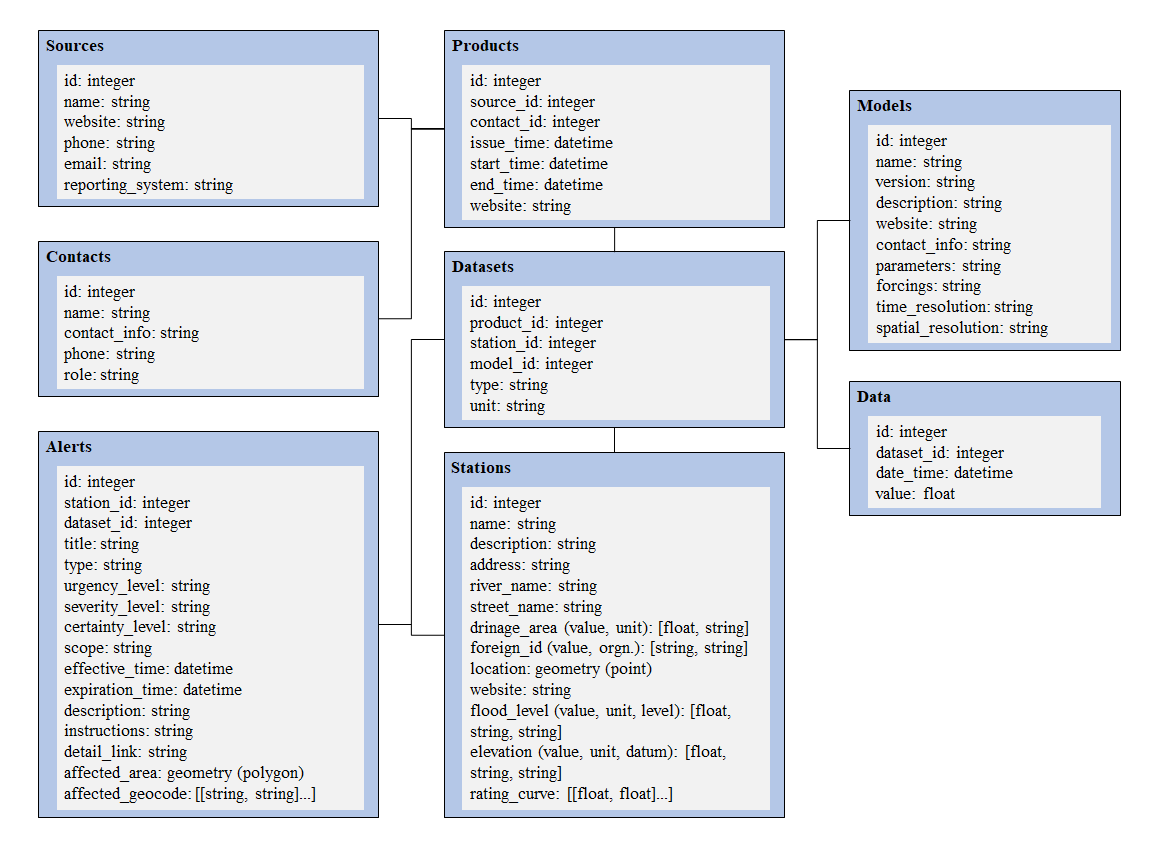 Sources
id: integer
name: string
website: string
phone: string
email: string
reporting_system: string
Contacts
id: integer
name: string
contact_info: string
phone: string
role: string
Alerts
id: integer
station_id: integer
dataset_id: integer
title: string
type: string
urgency_level: string
severity_level: string
certainty_level: string
scope: string
effective_time: datetime
expiration_time: datetime
description: string
instructions: string
detail_link: string
affected_area: geometry (polygon)
affected_geocode: [[string, string]...]
Products
id: integer
source_id: integer
contact_id: integer
issue_time: datetime
start_time: datetime
end_time: datetime
website: string
Datasets
id: integer
product_id: integer
station_id: integer
model_id: integer
type: string
unit: string
Stations
id: integer
name: string
description: string
address: string
river_name: string
street_name: string
drinage_area (value, unit): [float, string]
foreign_id (value, orgn.): [string, string]
location: geometry (point)
website: string
flood_level (value, unit, level): [float,
string, string]
elevation (value, unit, datum): [float,
string, string]
rating_curve: [[float, float]...]
Models
id: integer
name: string
version: string
description: string
website: string
contact_info: string
parameters: string
forcings: string
time_resolution: string
spatial_resolution: string
Data
id: integer
dataset_id: integer
date_time: datetime
value: float